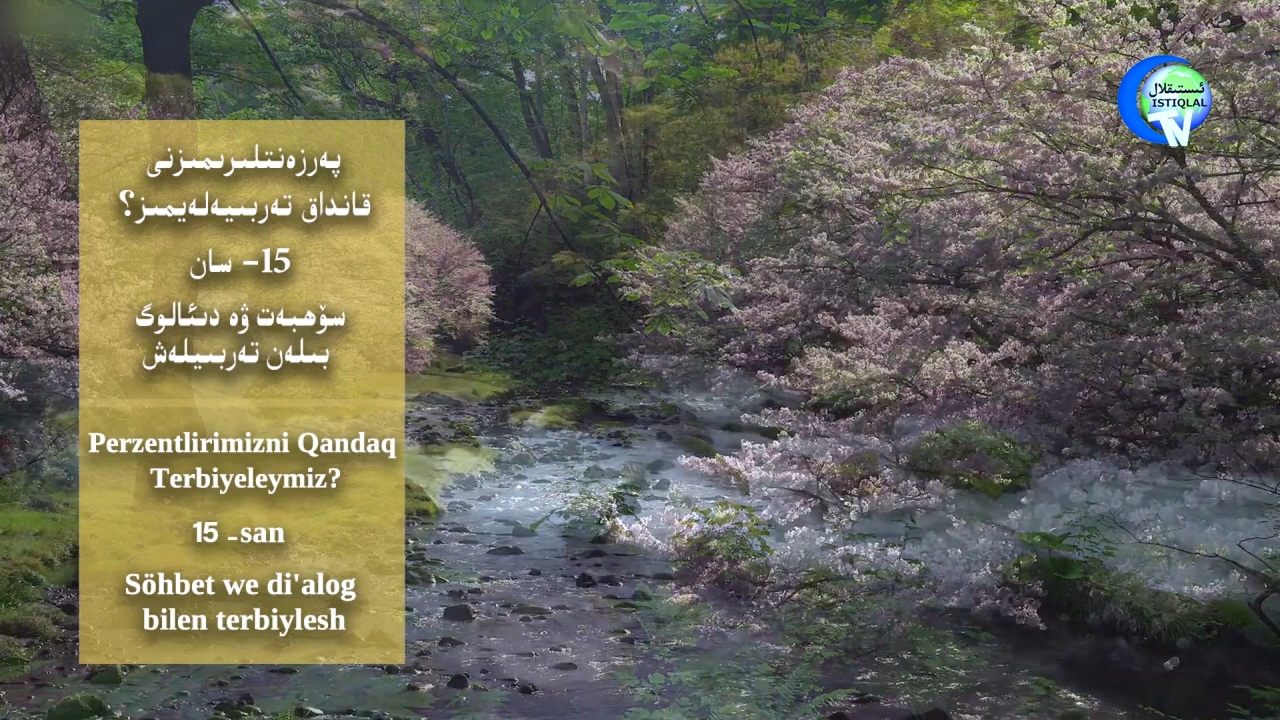 پەرزەنتلىرىمىزنى
قانداق تەربىيەلەيمىز؟
15- سان
سۆھبەت ۋە دىئالوگ
بىلەن تەربىيلەش
Perzentlirimizni Qandaq
Terbiyeleymiz?
15 -san
Söhbet we di'alog
bilen terbiylesh
ئىستىقلال
ISTIQLAL
TV